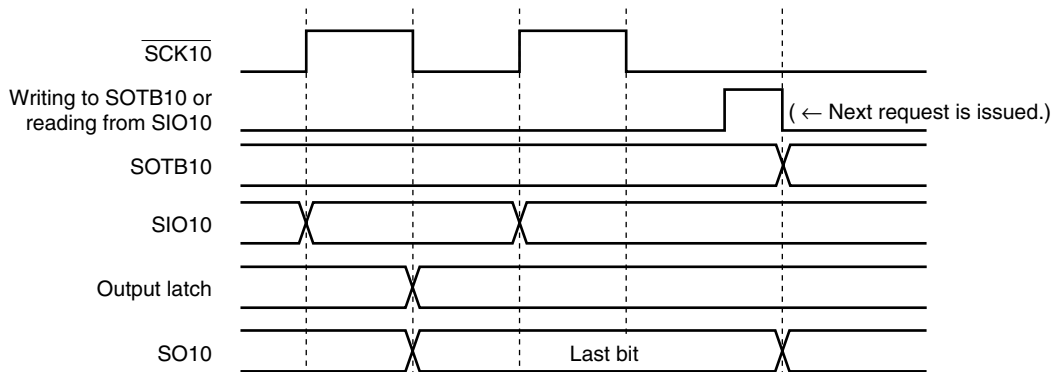 SCK10
Writing to SOTB10 or
reading from SIO10
( ← Next request is issued.)
SOTB10
SIO10
Output latch
SO10
Last bit